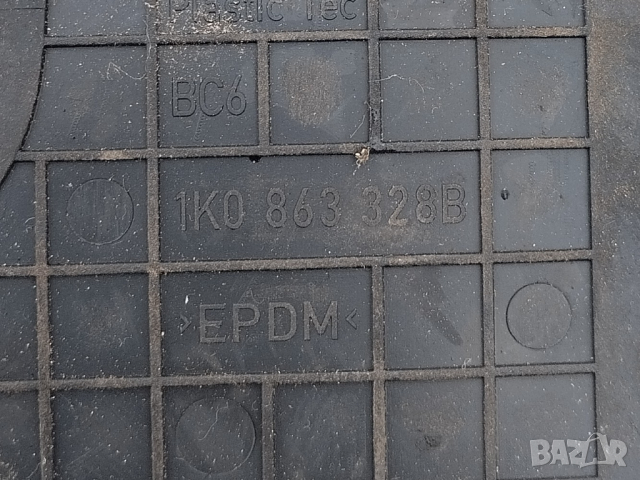 Plastic Tec
BC6
1K0 863 328B
>EPDM<
BAZAR